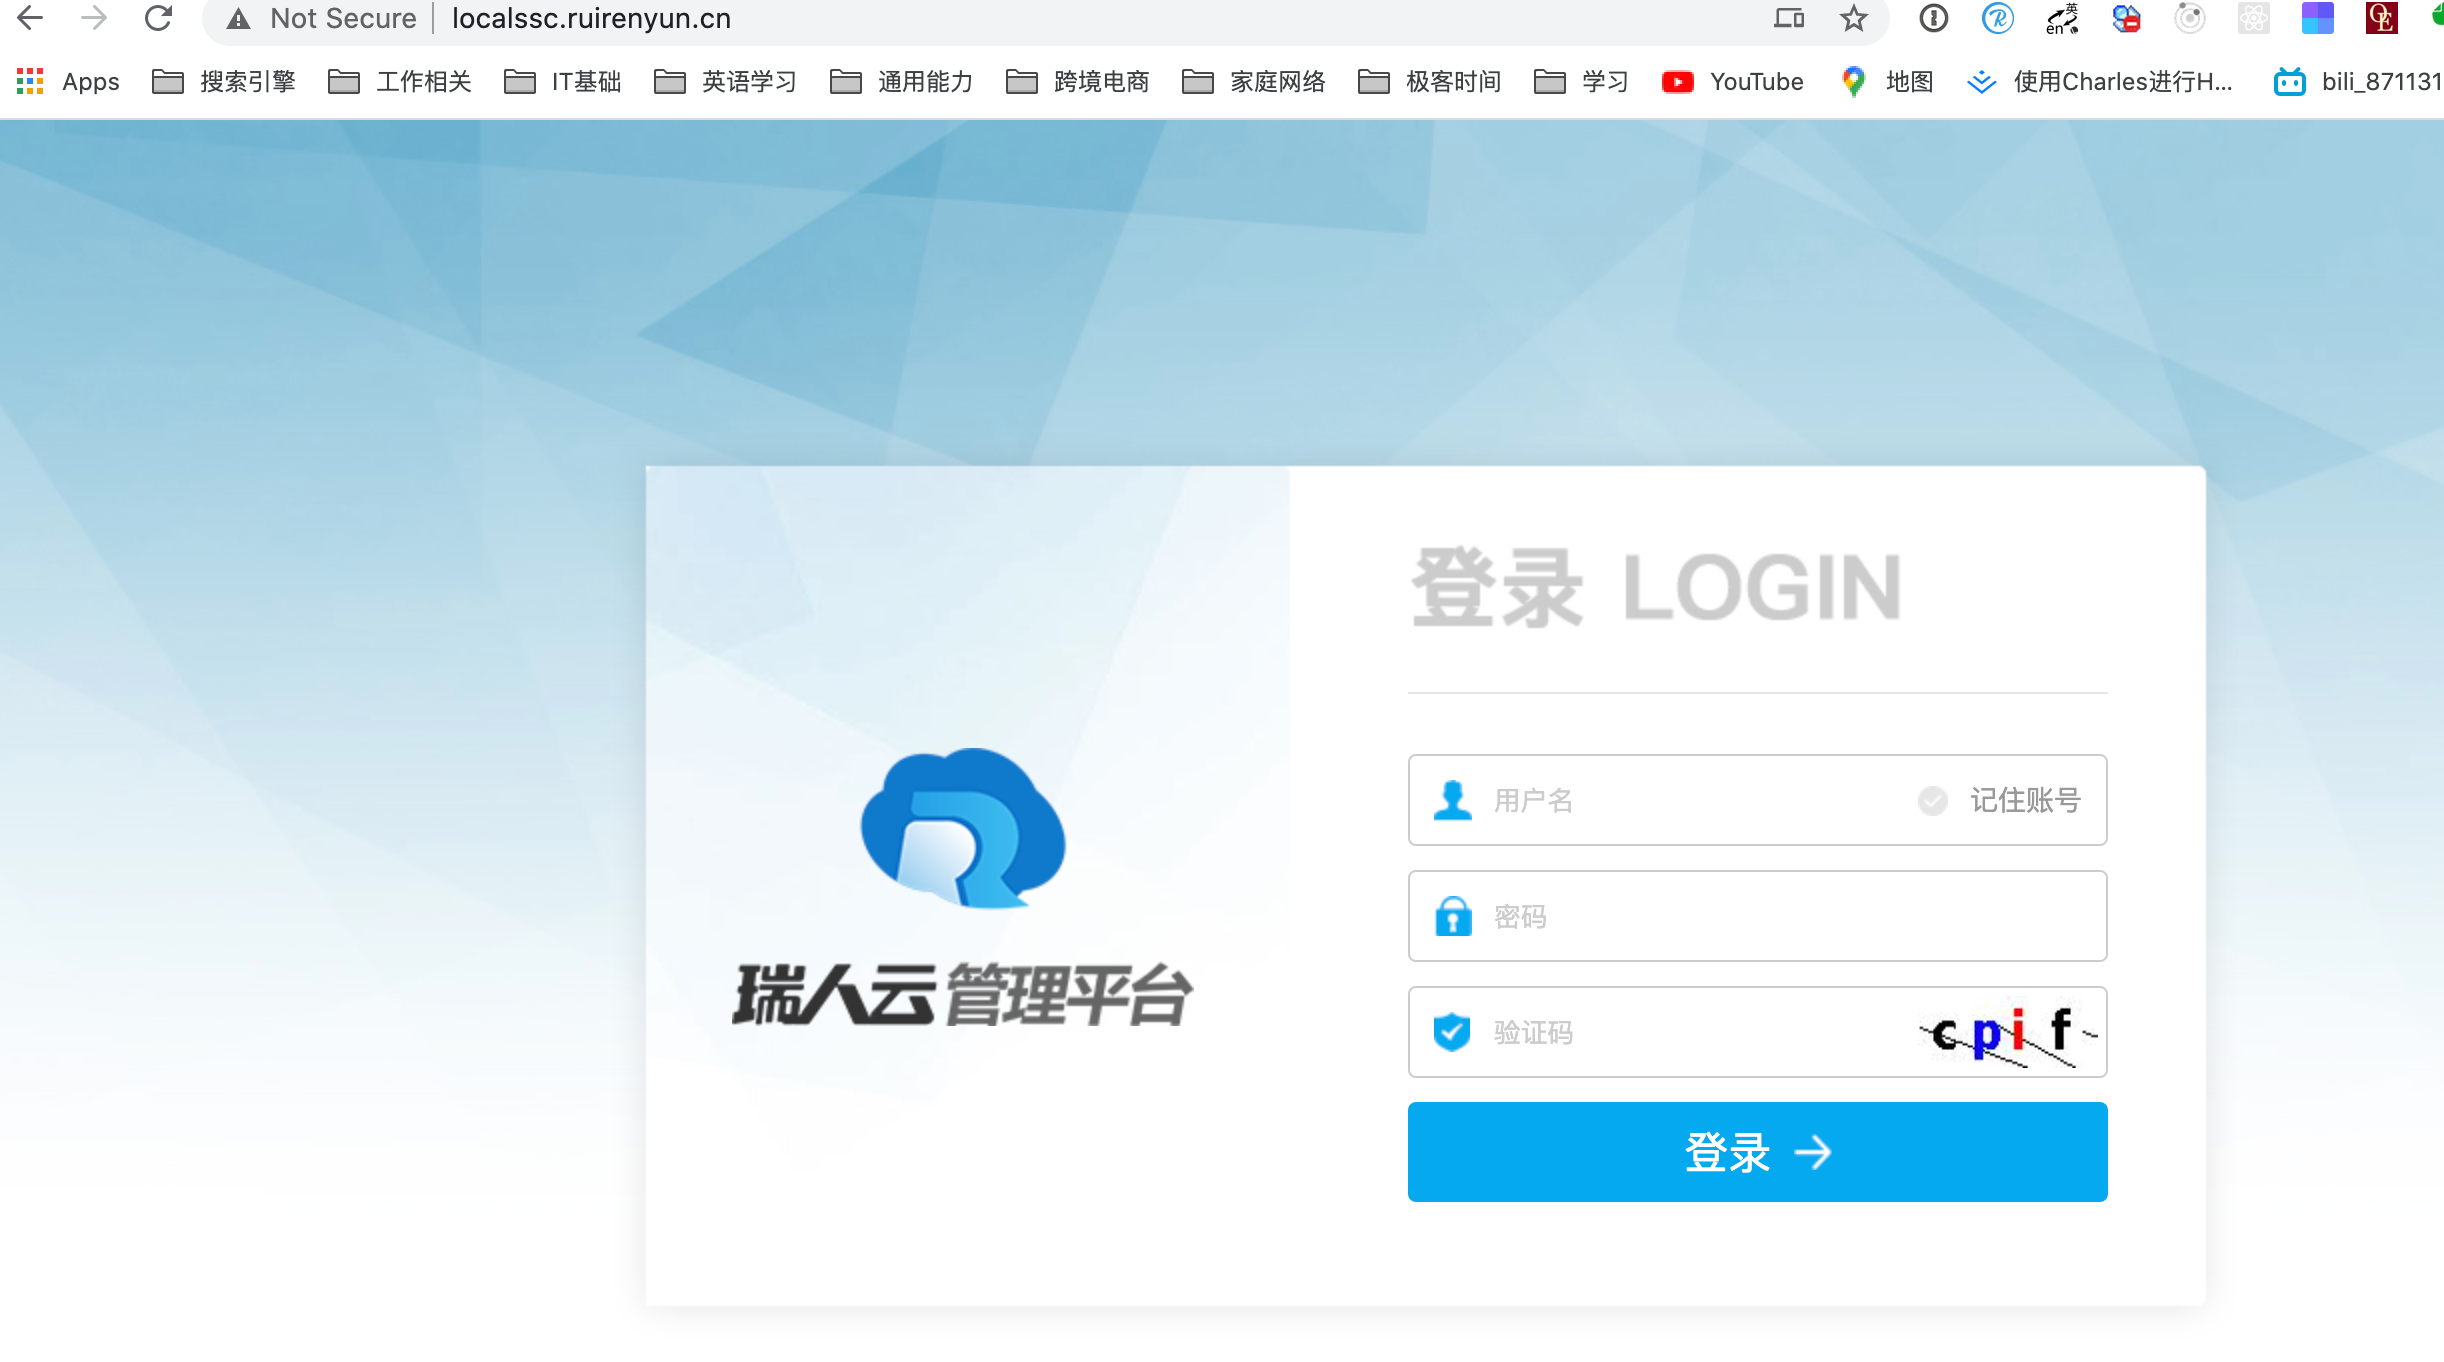 Not Secure localssc.ruirenyun.cn
英
en
Apps 搜索引擎 工作相关 IT基础 英语学习 通用能力 跨境电商 家庭网络 极客时间 学习 YouTube 地图 使用Charles进行H... bili_871131
登录 LOGIN
用户名 记住账号
密码
瑞人云管理平台
验证码 cpif
登录